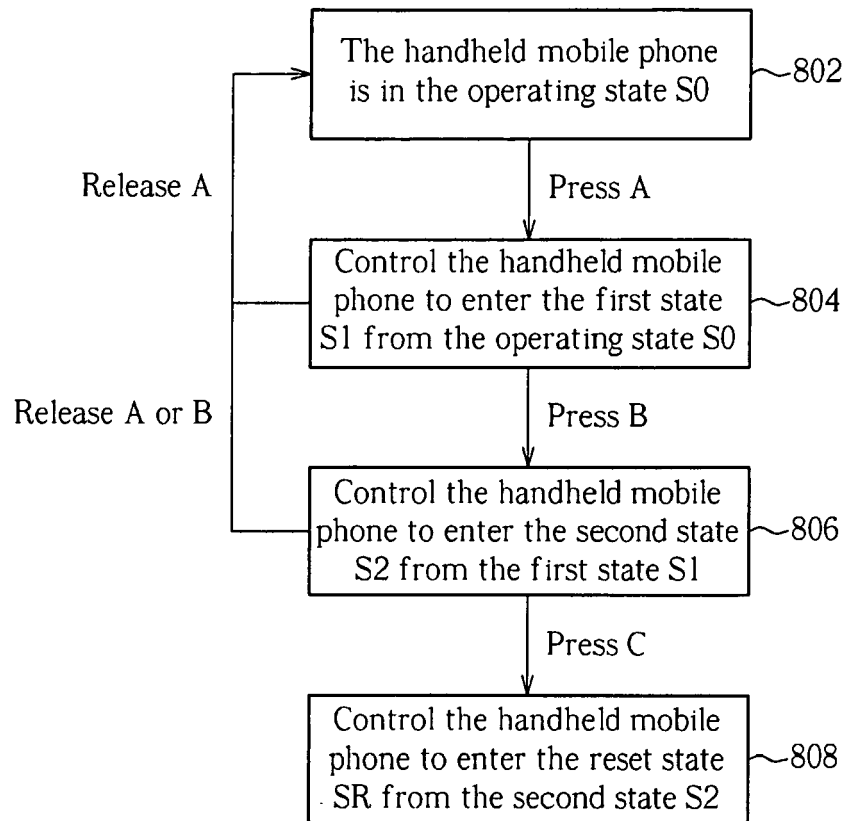 The handheld mobile phone
is in the operating state S0
802
Release A
Press A
Control the handheld mobile
phone to enter the first state
S1 from the operating state S0
804
Release A or B
Press B
Control the handheld mobile
phone to enter the second state
S2 from the first state S1
806
Press C
Control the handheld mobile
phone to enter the reset state
SR from the second state S2
808